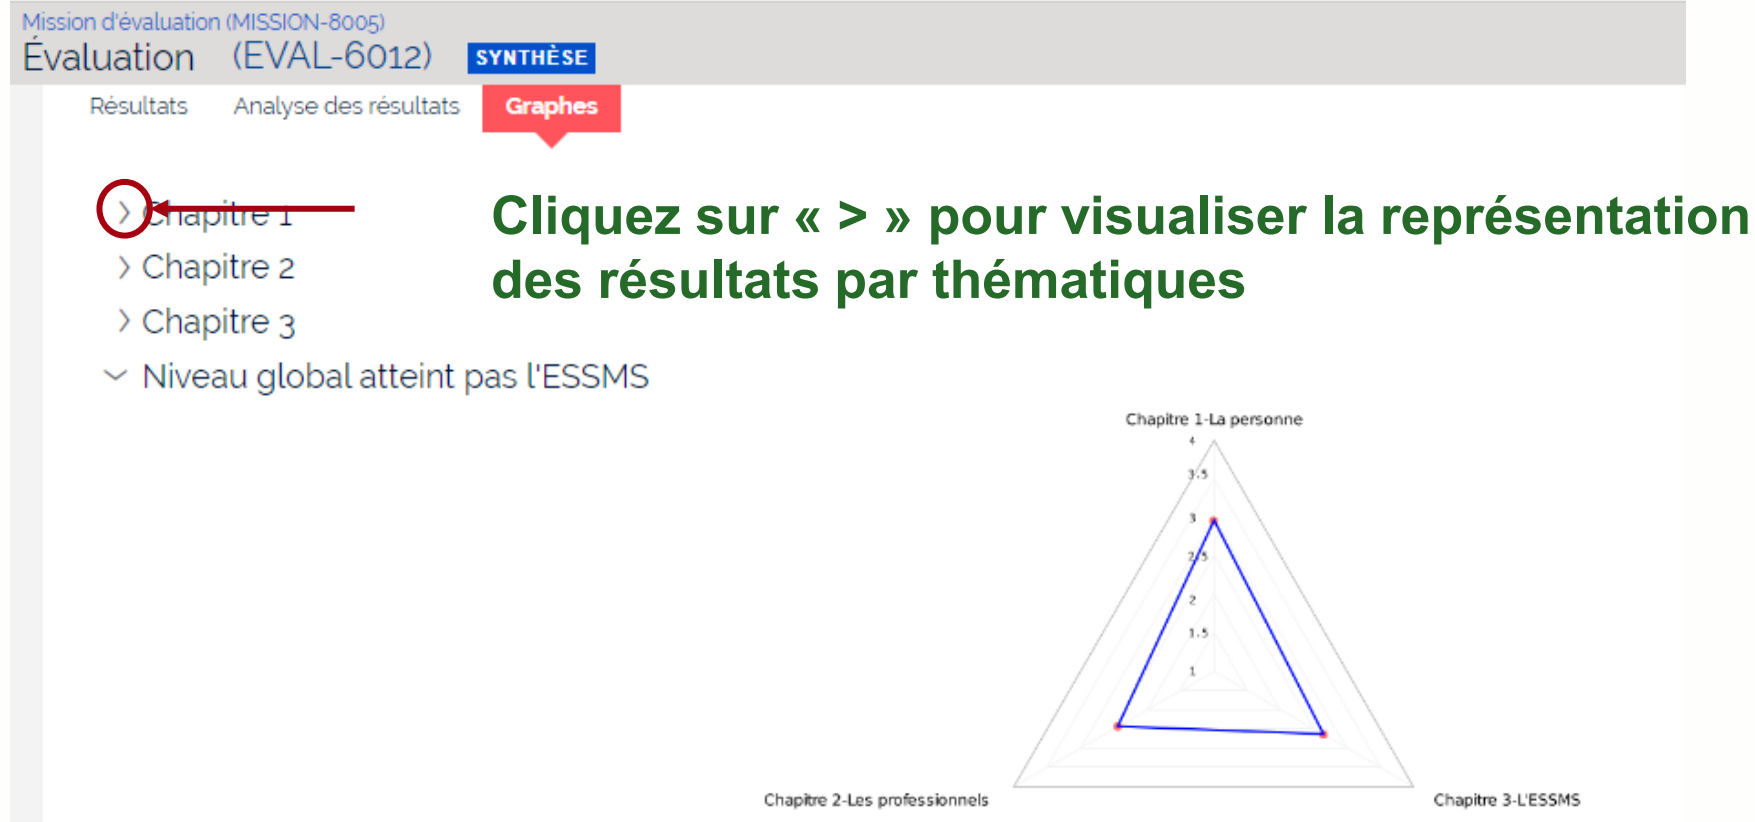 Mission d'évaluation (MISSION-8005)
Évaluation (EVAL-6012) SYNTHÈSE
Résultats Analyse des résultats Graphes
> Chapitre 1
Cliquez sur « > » pour visualiser la représentation
des résultats par thématiques
> Chapitre 2
> Chapitre 3
Niveau global atteint pas l'ESSMS
Chapitre 1-La personne
4
3.5
3
2.5
2
1.5
1
Chapitre 2-Les professionnels
Chapitre 3-L'ESSMS